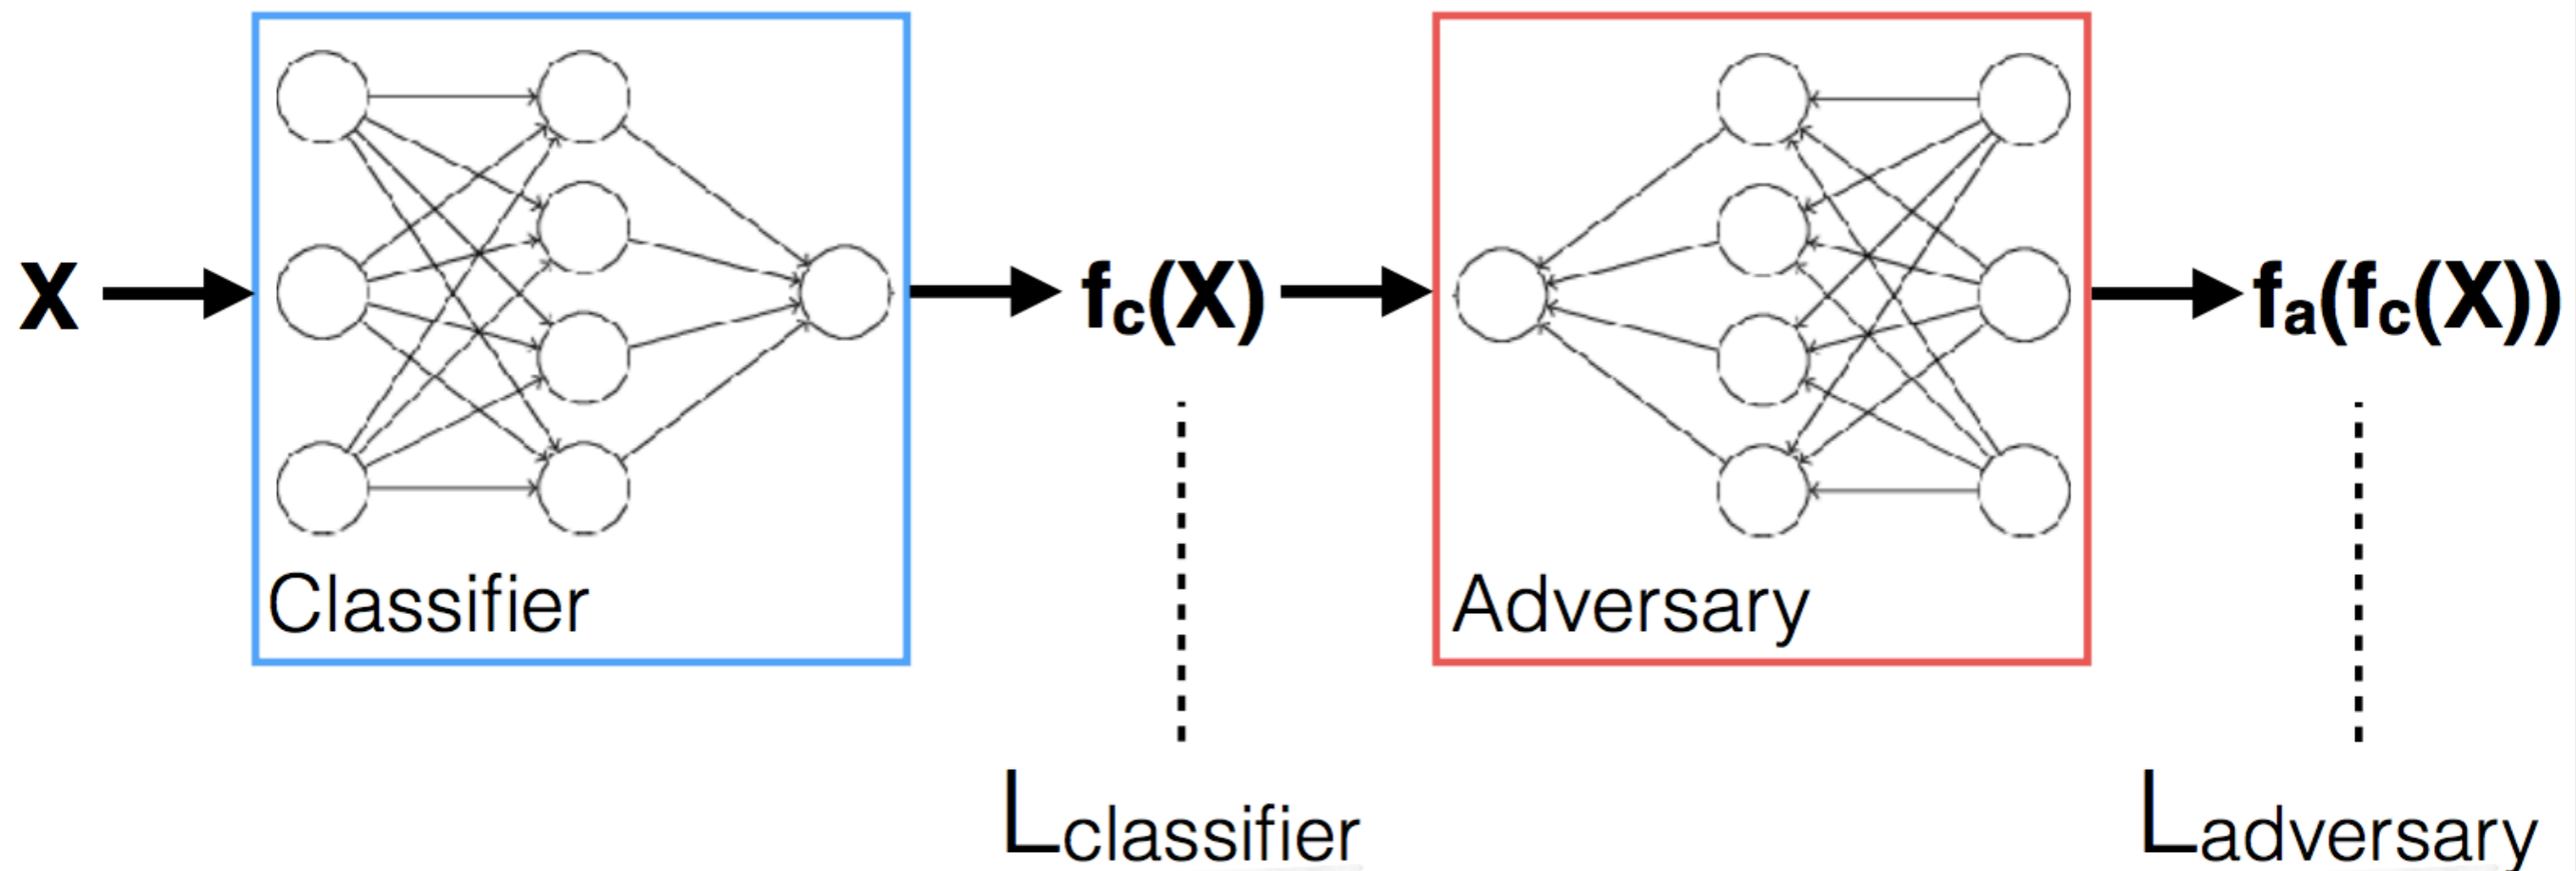 X
fc(X)
fa(fc(X))
Classifier
Adversary
Lclassifier
Ladversary